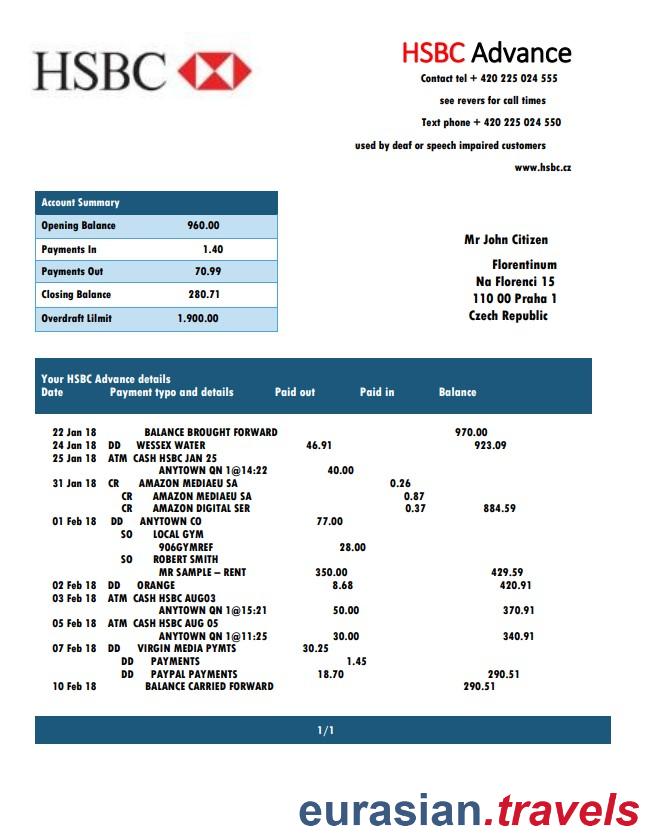 HSBC
HSBC Advance
Contact tel + 420 225 024 555
see revers for call times
Text phone + 420 225 024 550
used by deaf or speech impaired customers
www.hsbc.cz
Account Summary
Opening Balance 960.00
Payments In 1.40
Payments Out 70.99
Closing Balance 280.71
Overdraft Lilmit 1.900.00
Mr John Citizen
Florentinum
Na Florenci 15
110 00 Praha 1
Czech Republic
Your HSBC Advance details
Date Payment typo and details Paid out Paid in Balance
22 Jan 18 BALANCE BROUGHT FORWARD 970.00
24 Jan 18 DD WESSEX WATER 46.91 923.09
25 Jan 18 ATM CASH HSBC JAN 25
ANYTOWN QN 1@14:22 40.00
31 Jan 18 CR AMAZON MEDIAEU SA 0.26
CR AMAZON MEDIAEU SA 0.87
CR AMAZON DIGITAL SER 0.37 884.59
01 Feb 18 DD ANYTOWN CO 77.00
SO LOCAL GYM
906GYMREF 28.00
SO ROBERT SMITH
MR SAMPLE – RENT 350.00 429.59
02 Feb 18 DD ORANGE 8.68 420.91
03 Feb 18 ATM CASH HSBC AUG03
ANYTOWN QN 1@15:21 50.00 370.91
05 Feb 18 ATM CASH HSBC AUG 05
ANYTOWN QN 1@11:25 30.00 340.91
07 Feb 18 DD VIRGIN MEDIA PYMTS 30.25
DD PAYMENTS 1.45
DD PAYPAL PAYMENTS 18.70 290.51
10 Feb 18 BALANCE CARRIED FORWARD 290.51
1/1
eurasian.travels